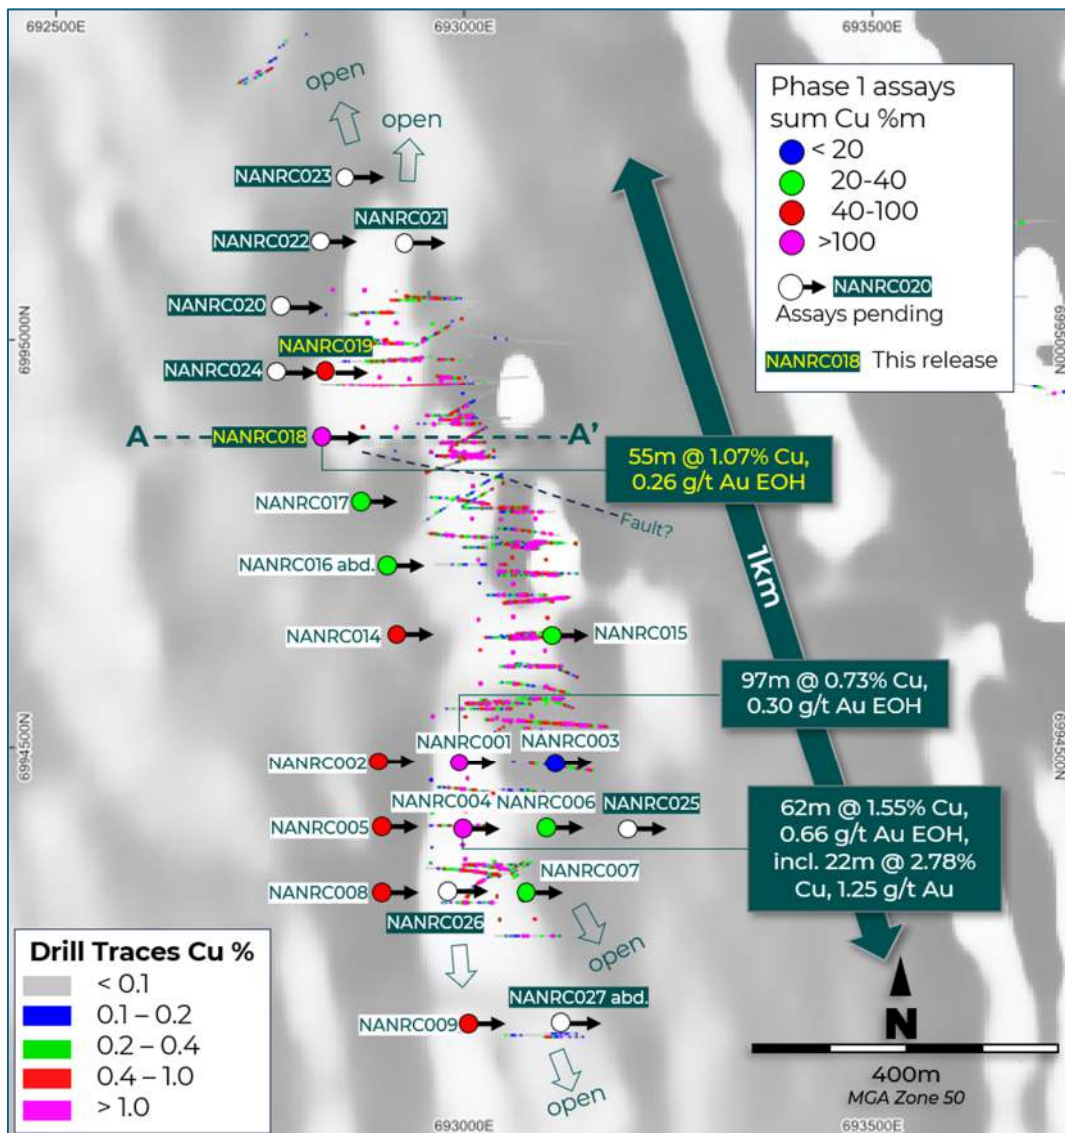 692500E
693000E
693500E
open
open
NANRC023
NANRC021
NANRC022
NANRC020
NANRC019
NANRC024
6995000N
6995000N
Phase 1 assays
sum Cu %m
< 20
20-40
40-100
>100
NANRC020
Assays pending
NANRC018 This release
A
NANRC018
A'
55m @ 1.07% Cu,
0.26 g/t Au EOH
NANRC017
Fault?
NANRC016 abd.
1km
NANRC014
NANRC015
97m @ 0.73% Cu,
0.30 g/t Au EOH
6994500N
6994500N
NANRC002
NANRC001
NANRC003
NANRC004
NANRC006
NANRC025
NANRC005
62m @ 1.55% Cu,
0.66 g/t Au EOH,
incl. 22m @ 2.78%
Cu, 1.25 g/t Au
NANRC007
NANRC008
NANRC026
open
NANRC027 abd.
NANRC009
open
Drill Traces Cu %
< 0.1
0.1 – 0.2
0.2 – 0.4
0.4 – 1.0
> 1.0
N
400m
MGA Zone 50
693000E
693500E